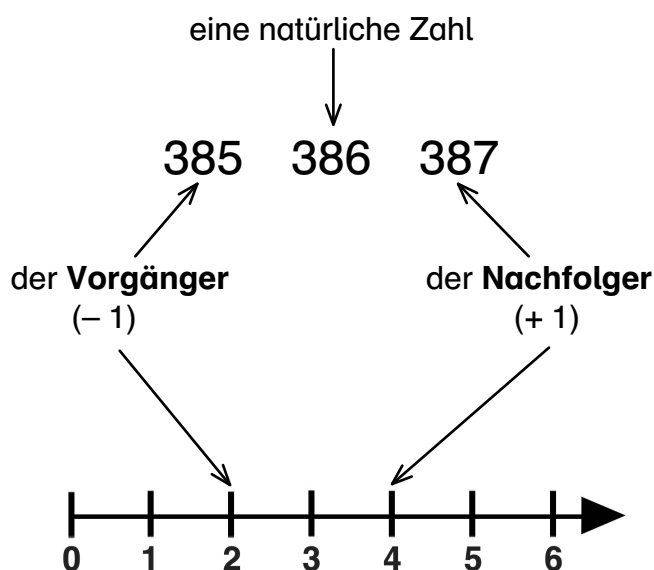 eine natürliche Zahl
385 386 387
der Vorgänger
(– 1)
der Nachfolger
(+ 1)
0 1 2 3 4 5 6